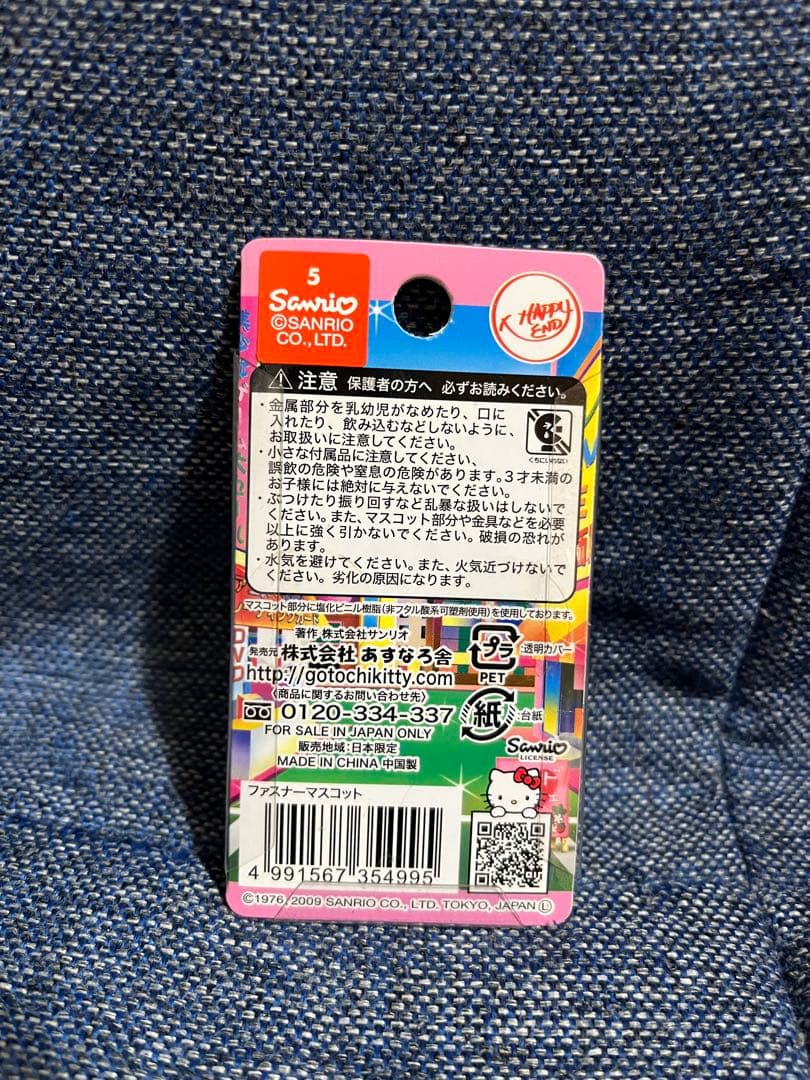 5
Sanrio
©SANRIO
CO., LTD.
K HAPPY
END
注意 保護者の方へ 必ずお読みください。
・金属部分を乳幼児がなめたり、口に
入れたり、飲み込むなどしないように、
お取扱いに注意してください。
くちにいれない
・小さな付属品に注意してください、
誤飲の危険や窒息の危険があります。3才未満の
お子様には絶対に与えないでください。
・ぶつけたり振り回すなど乱暴な扱いはしないで
ください。また、マスコット部分や金具などを必要
以上に強く引かないでください。破損の恐れが
あります。
・水気を避けてください。また、火気近づけないで
ください。劣化の原因になります。
マスコット部分に塩化ビニル樹脂(非フタル酸系可塑剤使用)を使用しております。
著作 株式会社サンリオ
発売元 株式会社 あすなろ舎
http://gotochikitty.com
プラ
PET
:透明カバー
〈商品に関するお問い合わせ先〉
0120-334-337
紙
:台紙
FOR SALE IN JAPAN ONLY
販売地域:日本限定
MADE IN CHINA 中国製
Sanrio
LICENSE
ファスナーマスコット
4 991567 354995
©1976, 2009 SANRIO CO., LTD. TOKYO, JAPAN Ⓛ